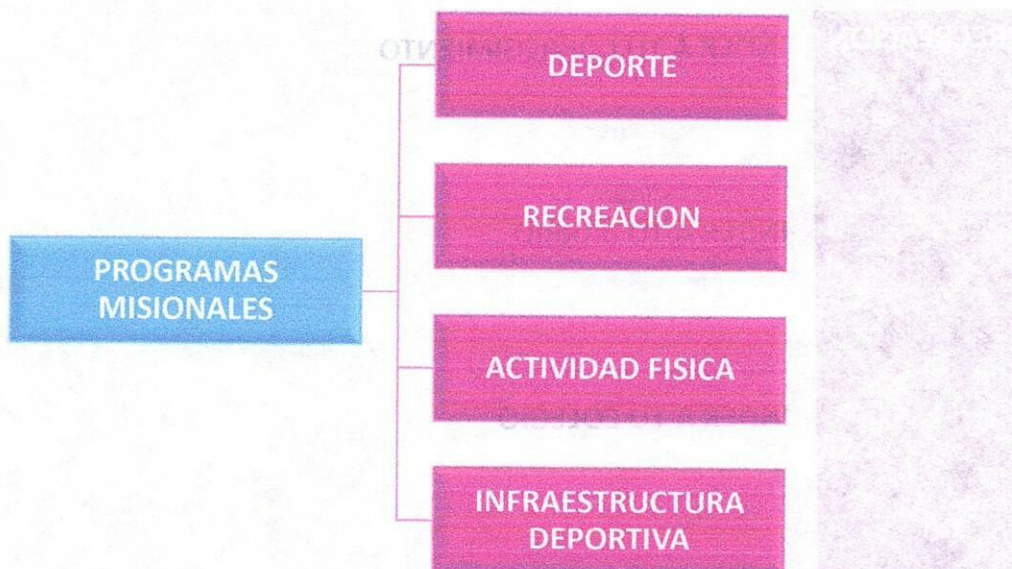 PROGRAMAS
MISIONALES
DEPORTE
RECREACION
ACTIVIDAD FISICA
INFRAESTRUCTURA
DEPORTIVA